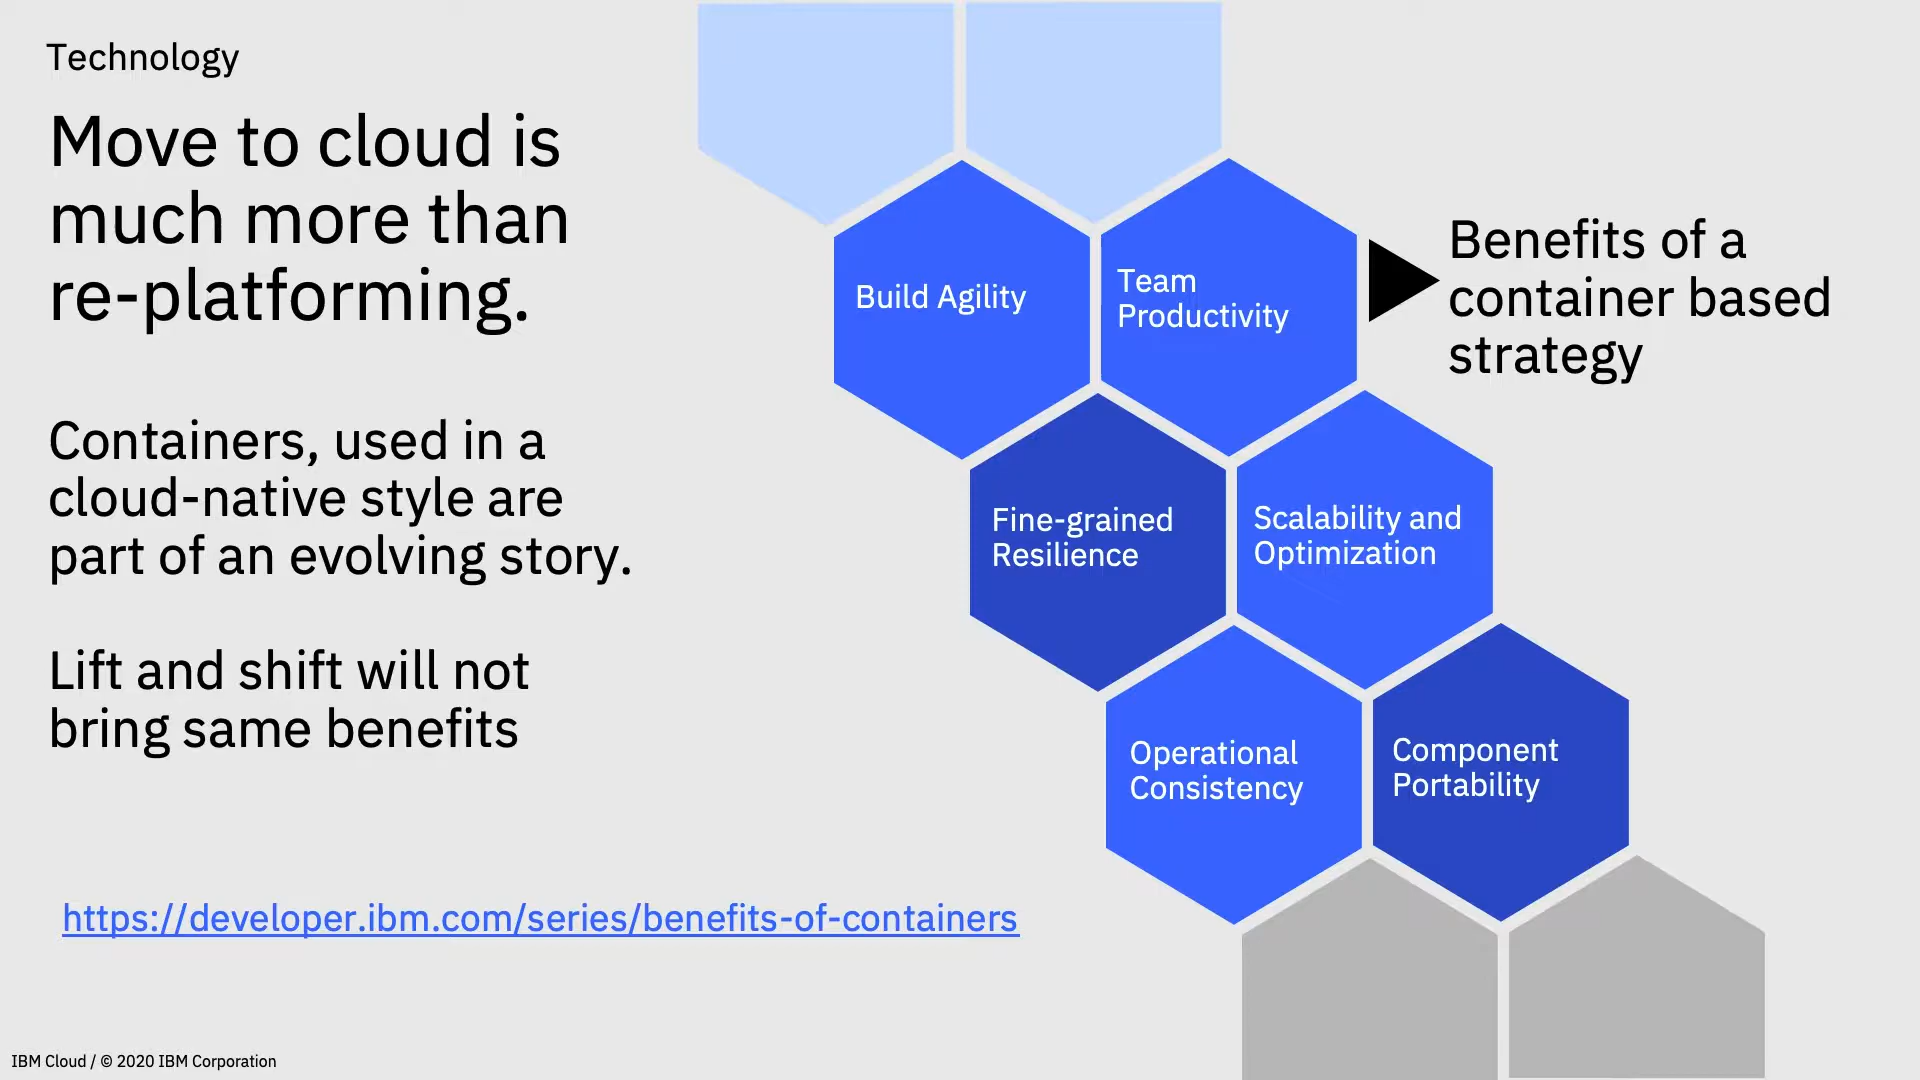 Technology
Move to cloud is
much more than
re-platforming.
Containers, used in a
cloud-native style are
part of an evolving story.
Lift and shift will not
bring same benefits
https://developer.ibm.com/series/benefits-of-containers
Build Agility
Team
Productivity
Benefits of a
container based
strategy
Fine-grained
Resilience
Scalability and
Optimization
Operational
Consistency
Component
Portability
IBM Cloud / © 2020 IBM Corporation